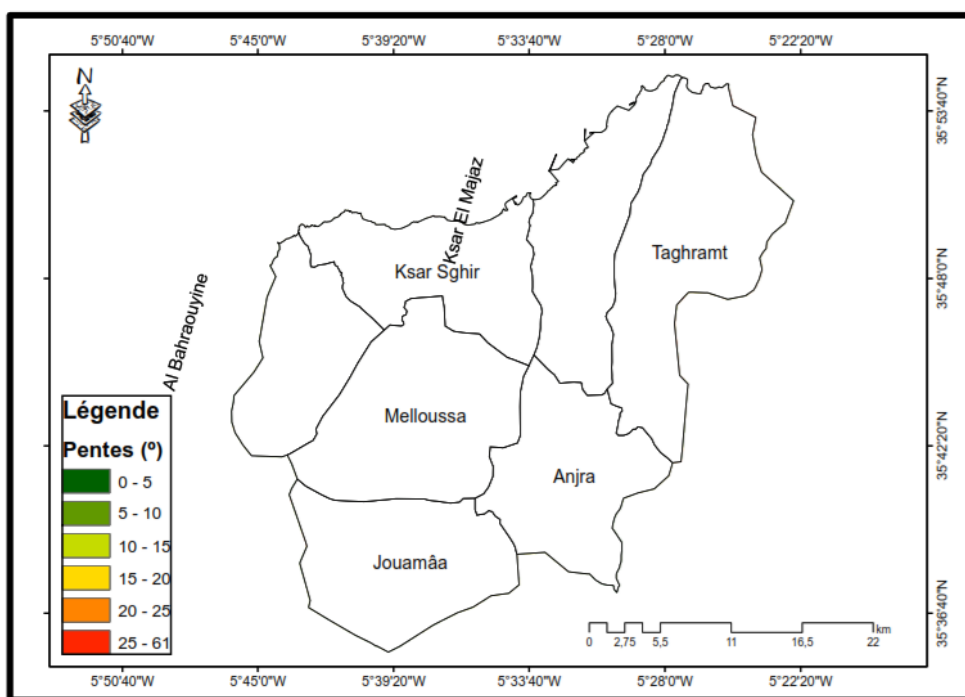 5°50'40"W 5°45'0"W 5°39'20"W 5°33'40"W 5°28'0"W 5°22'20"W
N
35°53'40"N
Ksar El Majaz
Taghramt
Ksar Sghir
35°48'0"N
Al Bahraouyine
Légende
Melloussa
35°42'20"N
Pentes (º)
Anjra
0 - 5
5 - 10
10 - 15
Jouamâa
15 - 20
20 - 25
35°36'40"N
25 - 61
km
0 2,75 5,5 11 16,5 22
5°50'40"W 5°45'0"W 5°39'20"W 5°33'40"W 5°28'0"W 5°22'20"W